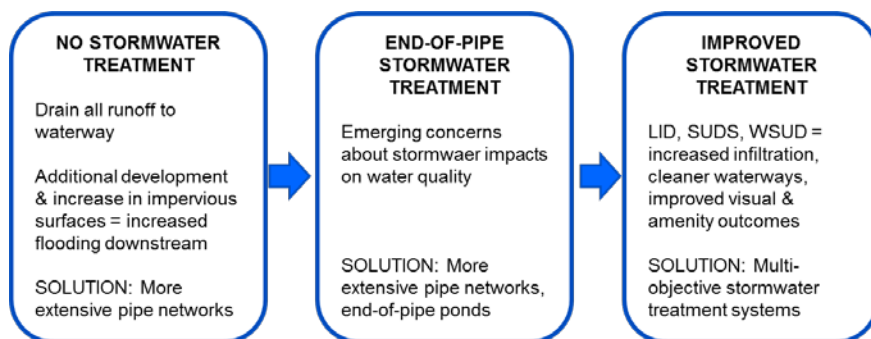 NO STORMWATER
TREATMENT
Drain all runoff to
waterway
Additional development
& increase in impervious
surfaces = increased
flooding downstream
SOLUTION: More
extensive pipe networks
END-OF-PIPE
STORMWATER
TREATMENT
Emerging concerns
about stormwaer impacts
on water quality
SOLUTION: More
extensive pipe networks,
end-of-pipe ponds
IMPROVED
STORMWATER
TREATMENT
LID, SUDS, WSUD =
increased infiltration,
cleaner waterways,
improved visual &
amenity outcomes
SOLUTION: Multi-
objective stormwater
treatment systems